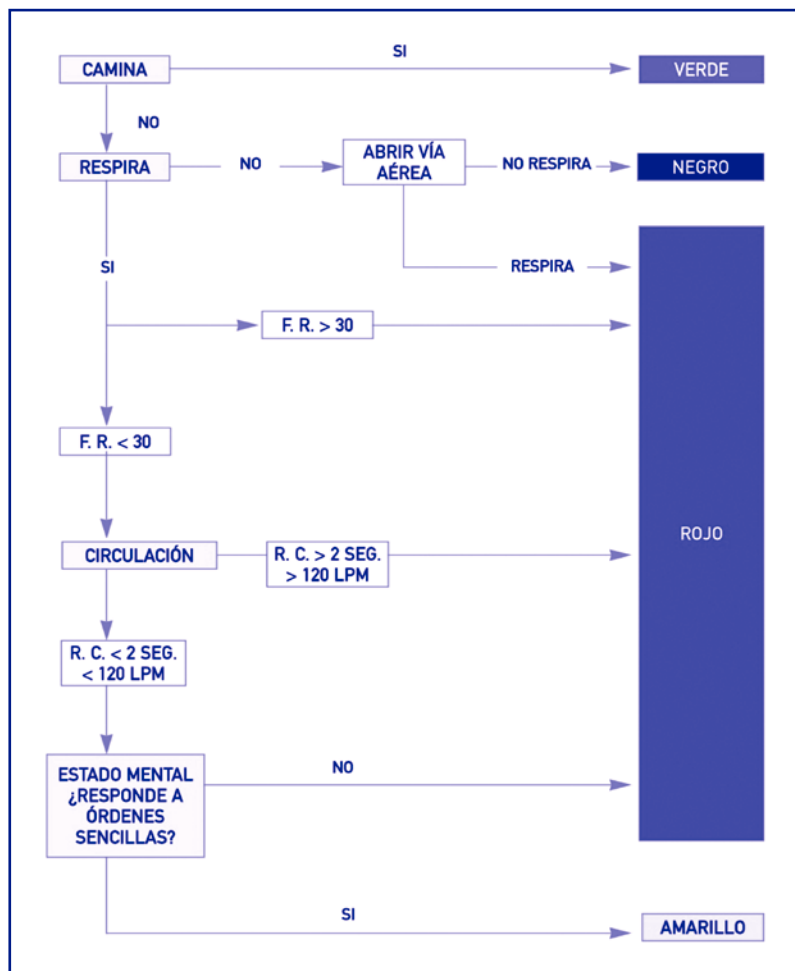 SI
CAMINA
VERDE
NO
RESPIRA
NO
ABRIR VÍA
AÉREA
NO RESPIRA
NEGRO
SI
RESPIRA
F. R. > 30
F. R. < 30
ROJO
CIRCULACIÓN
R. C. > 2 SEG.
> 120 LPM
R. C. < 2 SEG.
< 120 LPM
ESTADO MENTAL
¿RESPONDE A
ÓRDENES
SENCILLAS?
NO
SI
AMARILLO